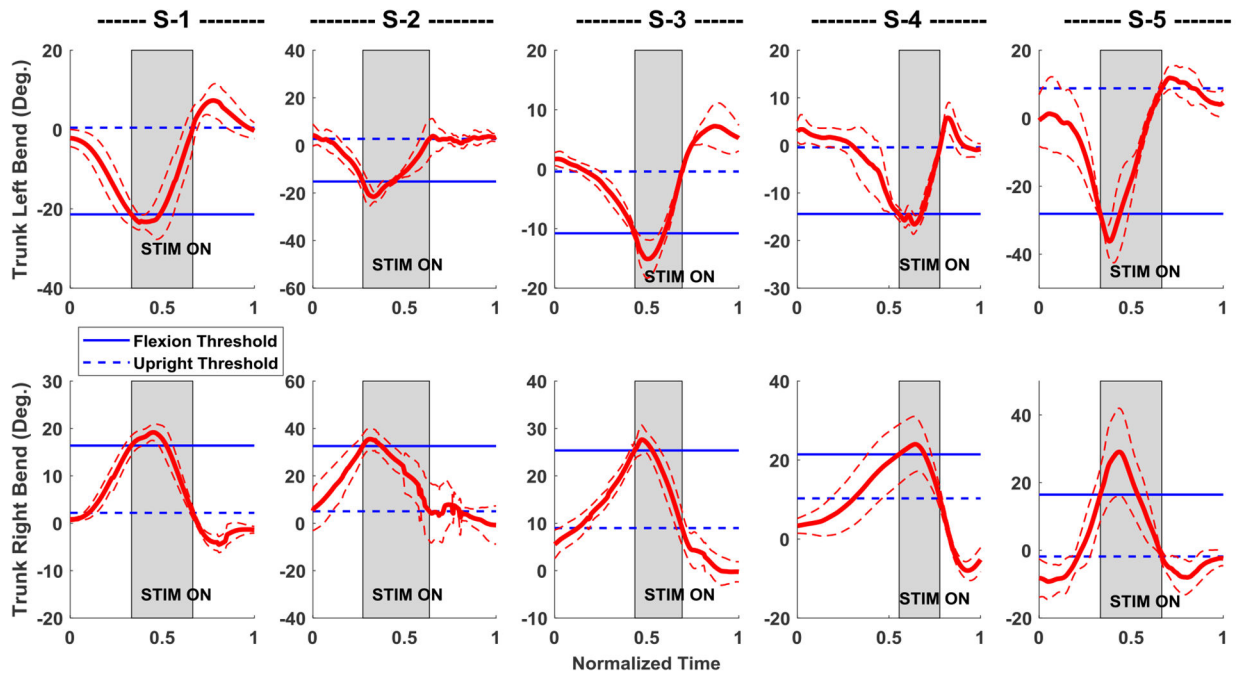 ------- S-1 -------- ------- S-2 -------- ------- S-3 -------- ------- S-4 -------- ------- S-5 --------
Trunk Left Bend (Deg.)
20
0
-20
-40
0 0.5 1
STIM ON
40
20
0
-20
-40
-60
0 0.5 1
STIM ON
20
10
0
-10
-20
0 0.5 1
STIM ON
20
10
0
-10
-20
-30
0 0.5 1
STIM ON
20
0
-20
-40
0 0.5 1
STIM ON
Flexion Threshold
Upright Threshold
Trunk Right Bend (Deg.)
30
20
10
0
-10
-20
0 0.5 1
STIM ON
60
40
20
0
-20
-40
0 0.5 1
STIM ON
40
30
20
10
0
-10
0 0.5 1
STIM ON
40
20
0
-20
0 0.5 1
STIM ON
40
20
0
-20
0 0.5 1
STIM ON
Normalized Time